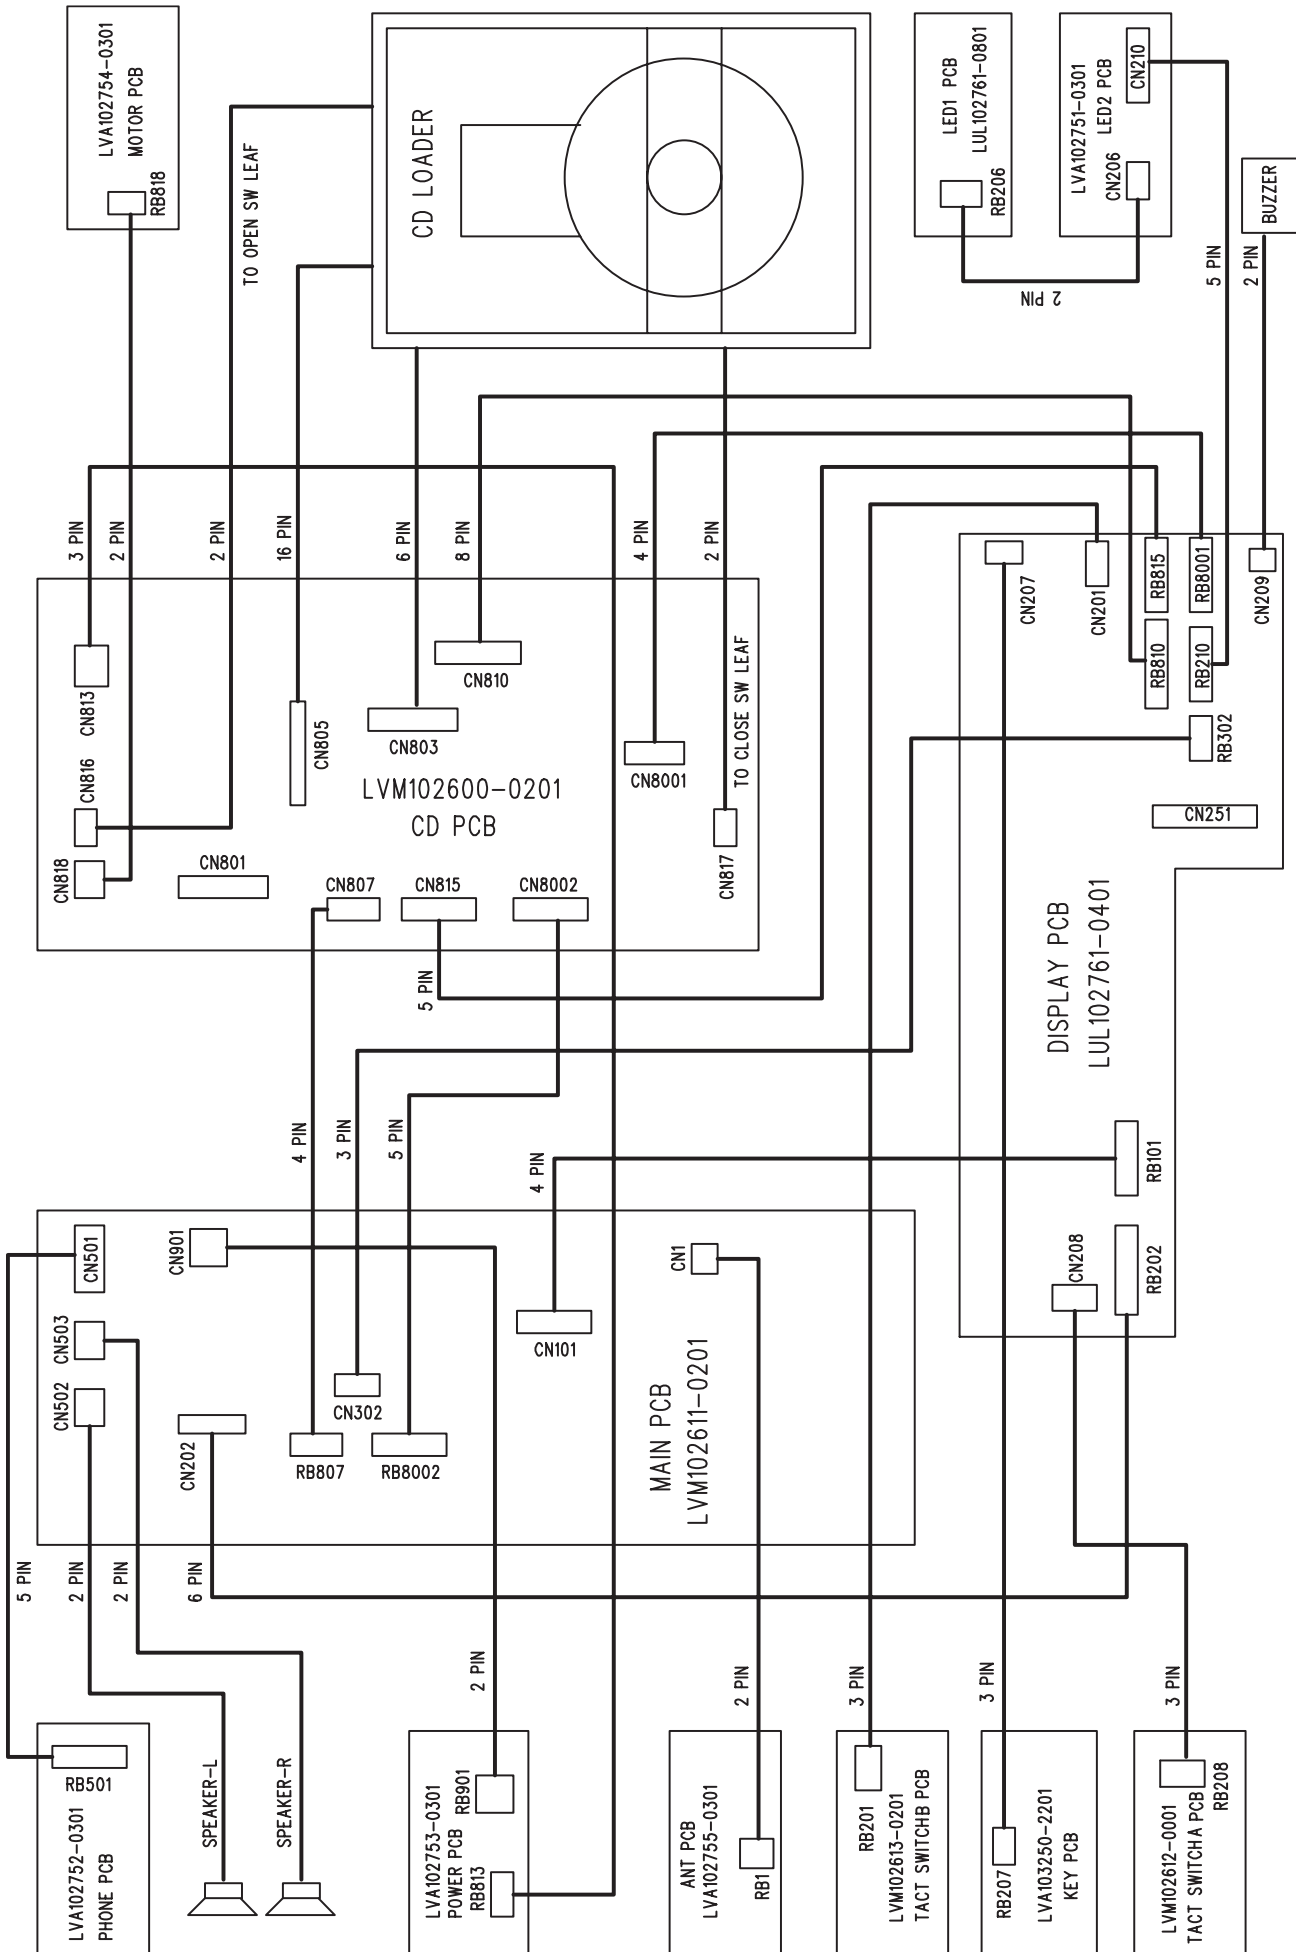 LVA102754-0301
MOTOR PCB
RB818
TO OPEN SW LEAF
CD LOADER
LED1 PCB
LUL102761-0801
RB206
LVA102751-0301
LED2 PCB
CN210
CN206
BUZZER
2 PIN
5 PIN
2 PIN
3 PIN
2 PIN
2 PIN
16 PIN
6 PIN
8 PIN
4 PIN
2 PIN
CN813
CN816
CN818
CN801
CN805
CN803
CN810
CN8001
CN817
TO CLOSE SW LEAF
LVM102600-0201
CD PCB
CN807
CN815
CN8002
CN207
CN201
RB815
RB8001
CN209
RB810
RB210
RB302
CN251
DISPLAY PCB
LUL102761-0401
RB101
RB202
CN208
5 PIN
4 PIN
3 PIN
5 PIN
4 PIN
CN501
CN901
CN503
CN502
CN202
CN1
CN101
CN302
RB807
RB8002
MAIN PCB
LVM102611-0201
5 PIN
2 PIN
2 PIN
6 PIN
2 PIN
2 PIN
3 PIN
3 PIN
3 PIN
RB501
LVA102752-0301
PHONE PCB
SPEAKER-L
SPEAKER-R
LVA102753-0301
POWER PCB
RB813
RB901
ANT PCB
LVA102755-0301
RB1
RB201
LVM102613-0201
TACT SWITCHB PCB
RB207
LVA103250-2201
KEY PCB
LVM102612-0001
TACT SWITCHA PCB
RB208